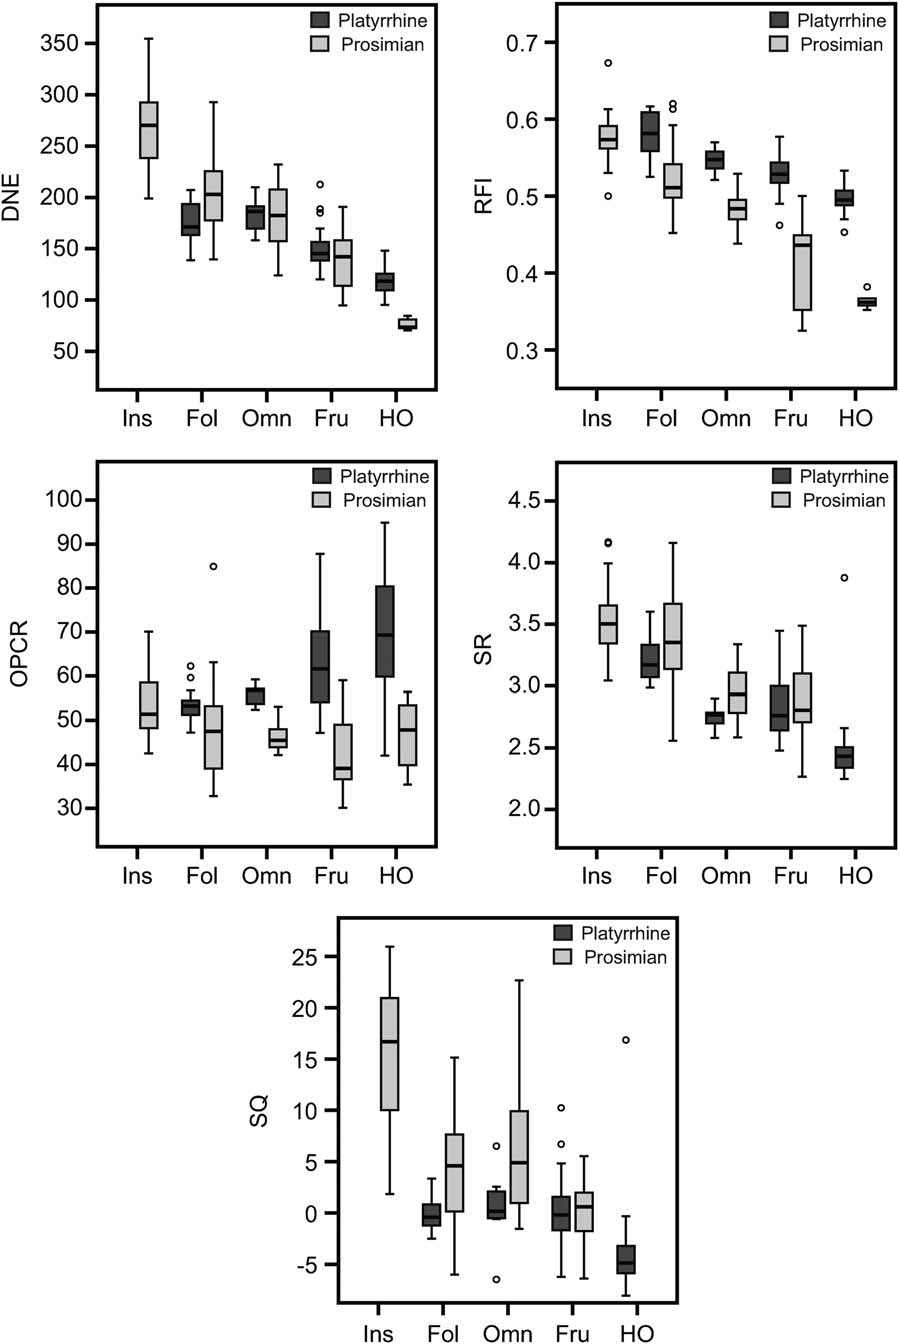 Platyrrhine
Prosimian
350
300
250
200
150
100
50
DNE
Ins Fol Omn Fru HO
Platyrrhine
Prosimian
0.7
0.6
0.5
0.4
0.3
RFI
Ins Fol Omn Fru HO
Platyrrhine
Prosimian
100
90
80
70
60
50
40
30
OPCR
Ins Fol Omn Fru HO
Platyrrhine
Prosimian
4.5
4.0
3.5
3.0
2.5
2.0
SR
Ins Fol Omn Fru HO
Platyrrhine
Prosimian
25
20
15
10
5
0
-5
SQ
Ins Fol Omn Fru HO